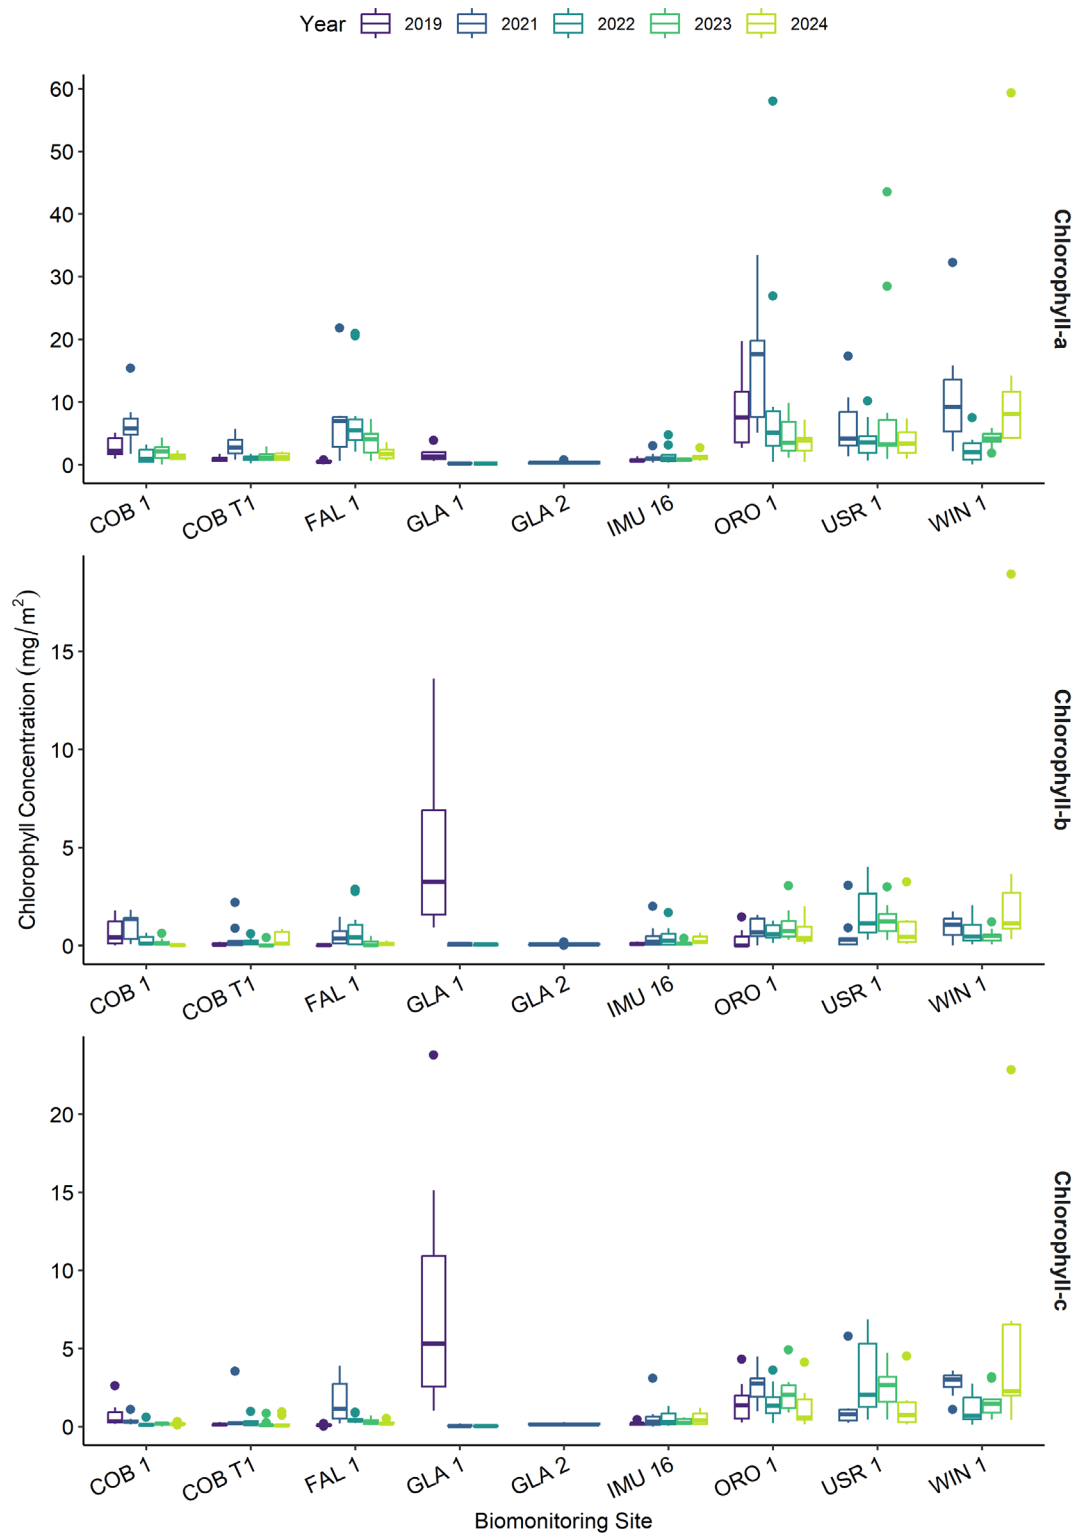 Year 2019 2021 2022 2023 2024
60
50
40
30
20
10
0
Chlorophyll-a
COB 1 COB T1 FAL 1 GLA 1 GLA 2 IMU 16 ORO 1 USR 1 WIN 1
Chlorophyll Concentration (mg/m²)
15
10
5
0
Chlorophyll-b
COB 1 COB T1 FAL 1 GLA 1 GLA 2 IMU 16 ORO 1 USR 1 WIN 1
20
15
10
5
0
Chlorophyll-c
COB 1 COB T1 FAL 1 GLA 1 GLA 2 IMU 16 ORO 1 USR 1 WIN 1
Biomonitoring Site